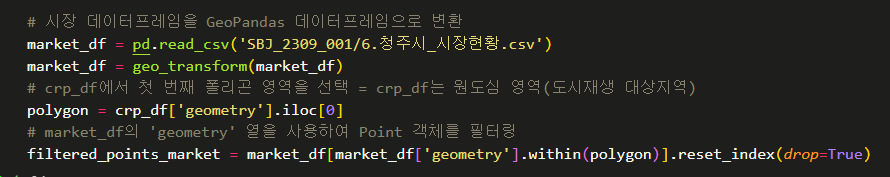 # 시장 데이터프레임을 GeoPandas 데이터프레임으로 변환
market_df = pd.read_csv('SBJ_2309_001/6.청주시_시장현황.csv')
market_df = geo_transform(market_df)
# crp_df에서 첫 번째 폴리곤 영역을 선택 = crp_df는 원도심 영역(도시재생 대상지역)
polygon = crp_df['geometry'].iloc[0]
# market_df의 'geometry' 열을 사용하여 Point 객체를 필터링
filtered_points_market = market_df[market_df['geometry'].within(polygon)].reset_index(drop=True)